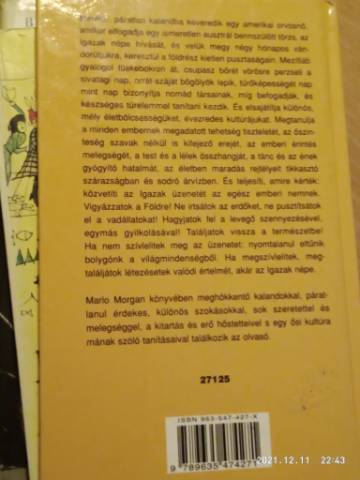 páratlan kalandba keveredik egy amerikai orvosnő,
amikor elfogadja egy ismeretlen ausztrál bennszülött törzs, az
Igazak népe hívását, és velük megy négy hónapos ván-
dorútjukra, keresztül a földrész kietlen pusztaságain. Mezítláb
gyalogol tüskebokron át, csupasz bőrét vörösre perzseli a
sivatagi nap, orrát száját bögölyök lepik, tűrőképességét nap
mint nap bizonyítja nomád társainak, míg befogadják, és
készséges türelemmel tanítani kezdik. És elsajátítja különös,
mély életbölcsességüket, évezredes kultúrájukat. Megtanulja
a minden embernek megadatott tehetség tiszteletét, az őszin-
teség szavak nélkül is kifejező erejét, az emberi érintés
melegségét, a test és a lélek összhangját, a tánc és az ének
gyógyító hatalmát, az életben maradás rejtélyeit tikkasztó
szárazságban és sodró árvízben. És teljesíti, amire kérték:
közvetíti az Igazak üzenetét az egész emberi nemnek.
Vigyázzatok a Földre! Ne irtsátok az erdőket, ne pusztítsátok
el a vadállatokat! Hagyjatok fel a levegő szennyezésével,
egymás gyilkolásával! Találjatok vissza a természetbe!
Ha nem szívlelitek meg az üzenetet: nyomtalanul eltűnik
bolygónk a világmindenségből. Ha megszívlelitek, meg-
találjátok létezésetek valódi értelmét, akár az Igazak népe.
Marlo Morgan könyvében meghökkentő kalandokkal, párat-
lanul érdekes, különös szokásokkal, sok szeretettel és
melegséggel, a kitartás és erő hőstetteivel s egy ősi kultúra
mának szóló tanításaival találkozik az olvasó.
27125
ISBN 963-547-427-X
9 789635 474271
2021.12.11 22:43